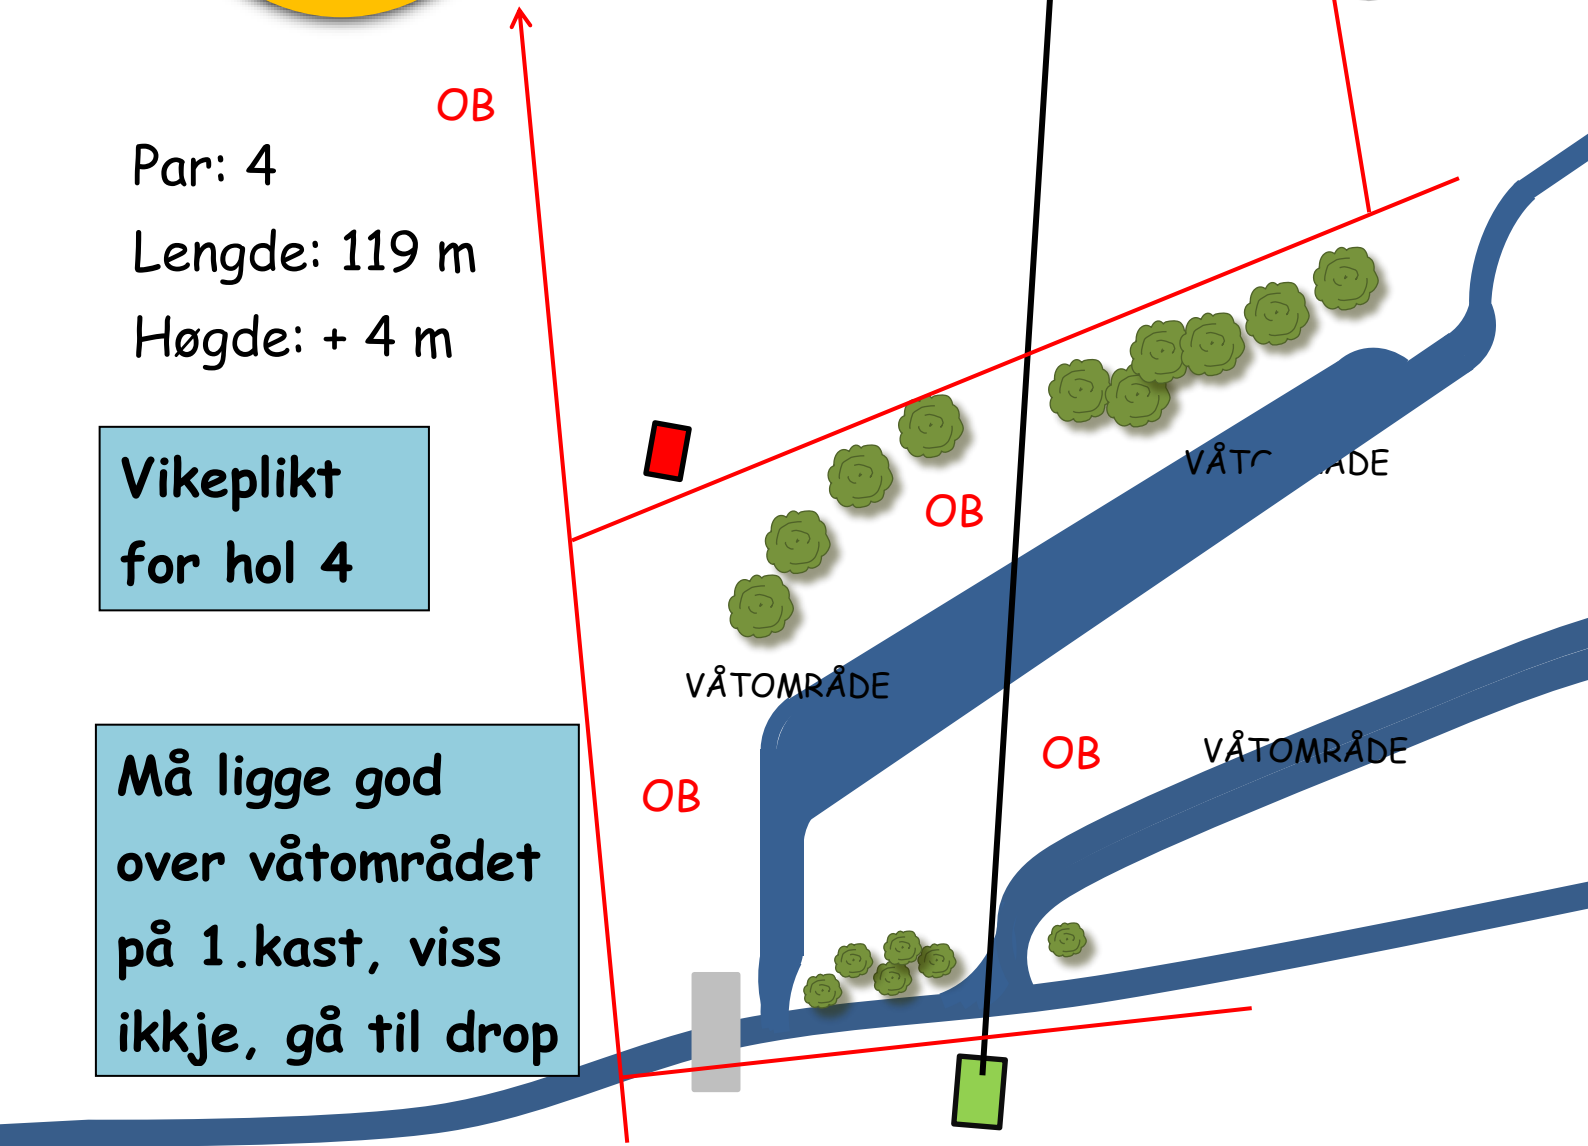 OB
Par: 4
Lengde: 119 m
Høgde: + 4 m
Vikeplikt
for hol 4
OB
VÅTOMRÅDE
VÅTOMRÅDE
OB
OB
VÅTOMRÅDE
Må ligge god
over våtområdet
på 1.kast, viss
ikkje, gå til drop